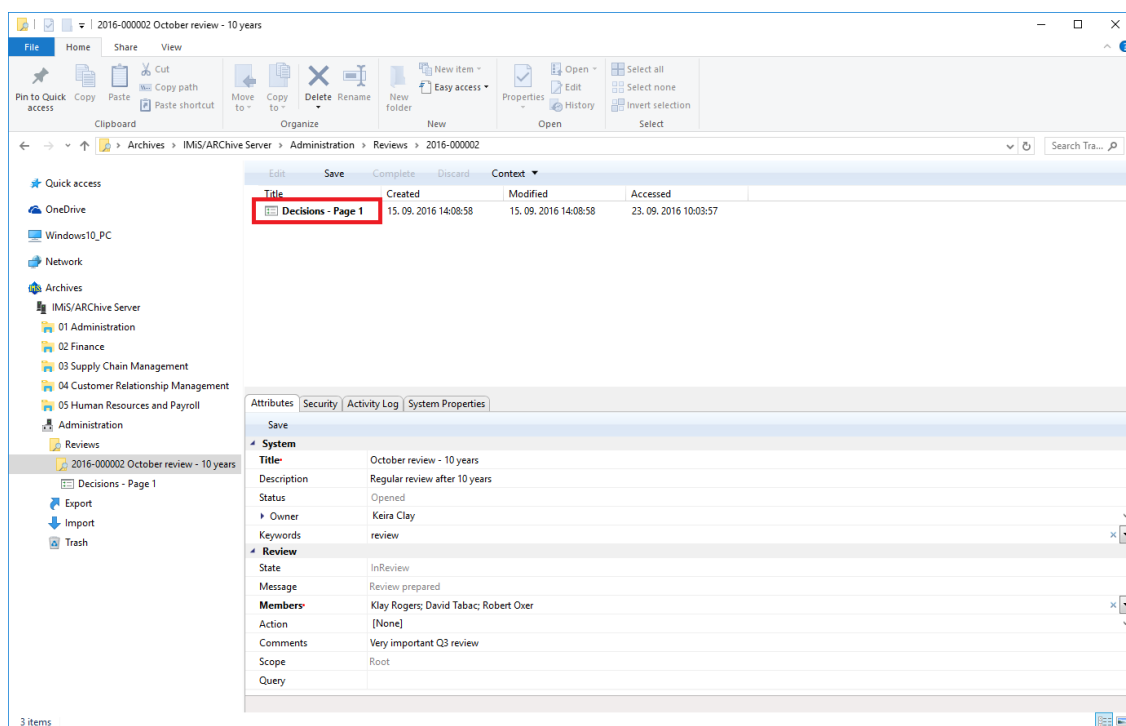 2016-000002 October review - 10 years
File Home Share View
Pin to Quick access
Copy
Paste
Cut
Copy path
Paste shortcut
Move to
Copy to
Delete
Rename
New folder
New item
Easy access
Properties
Open
Edit
History
Select all
Select none
Invert selection
Clipboard Organize New Open Select
Archives > IMiS/ARChive Server > Administration > Reviews > 2016-000002
Search Tra...
Quick access
OneDrive
Windows10_PC
Network
Archives
IMiS/ARChive Server
01 Administration
02 Finance
03 Supply Chain Management
04 Customer Relationship Management
05 Human Resources and Payroll
Administration
Reviews
2016-000002 October review - 10 years
Decisions - Page 1
Export
Import
Trash
Edit Save Complete Discard Context
Title Created Modified Accessed
Decisions - Page 1 15. 09. 2016 14:08:58 15. 09. 2016 14:08:58 23. 09. 2016 10:03:57
Attributes Security Activity Log System Properties
Save
System
Title* October review - 10 years
Description Regular review after 10 years
Status Opened
Owner Keira Clay
Keywords review
Review
State InReview
Message Review prepared
Members* Klay Rogers; David Tabac; Robert Oxer
Action [None]
Comments Very important Q3 review
Scope Root
Query
3 items